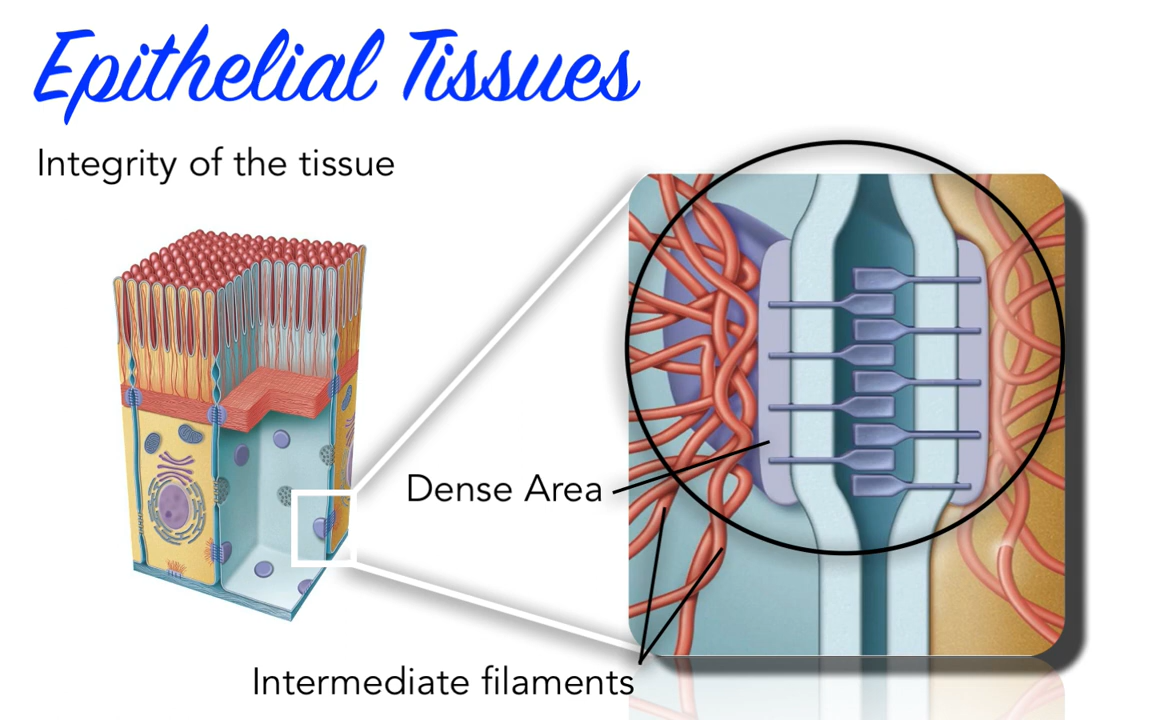 Epithelial Tissues
Integrity of the tissue
Dense Area
Intermediate filaments